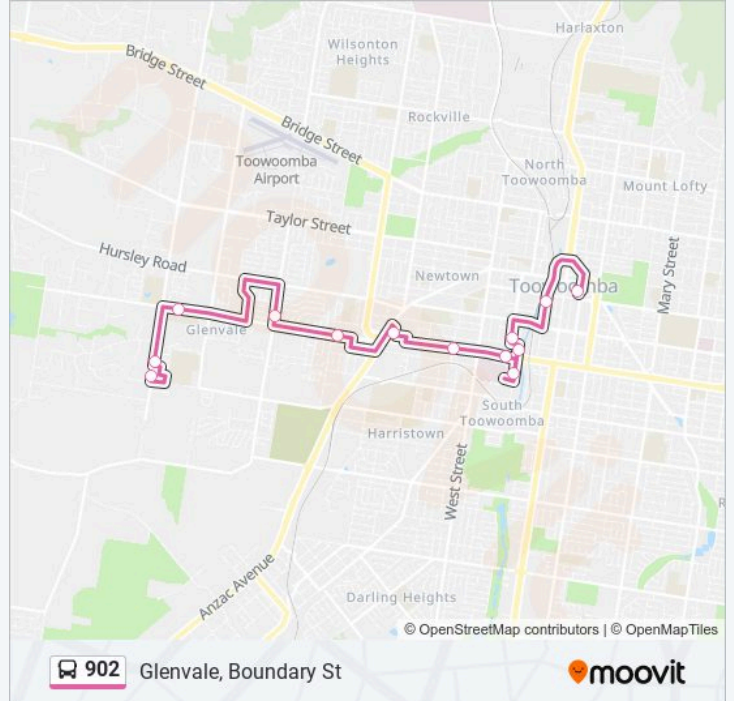 Harlaxton
Wilsonton
Heights
Bridge Street
Rockville
Bridge Street
Toowoomba
Airport
North
Toowoomba
Mount Lofty
Taylor Street
Mary Street
Hursley Road
Newtown
Toowoomba
Glenvale
South
Toowoomba
Harristown
West Street
R
Anzac Avenue
Darling Heights
© OpenStreetMap contributors | © OpenMapTiles
902 Glenvale, Boundary St
moovit